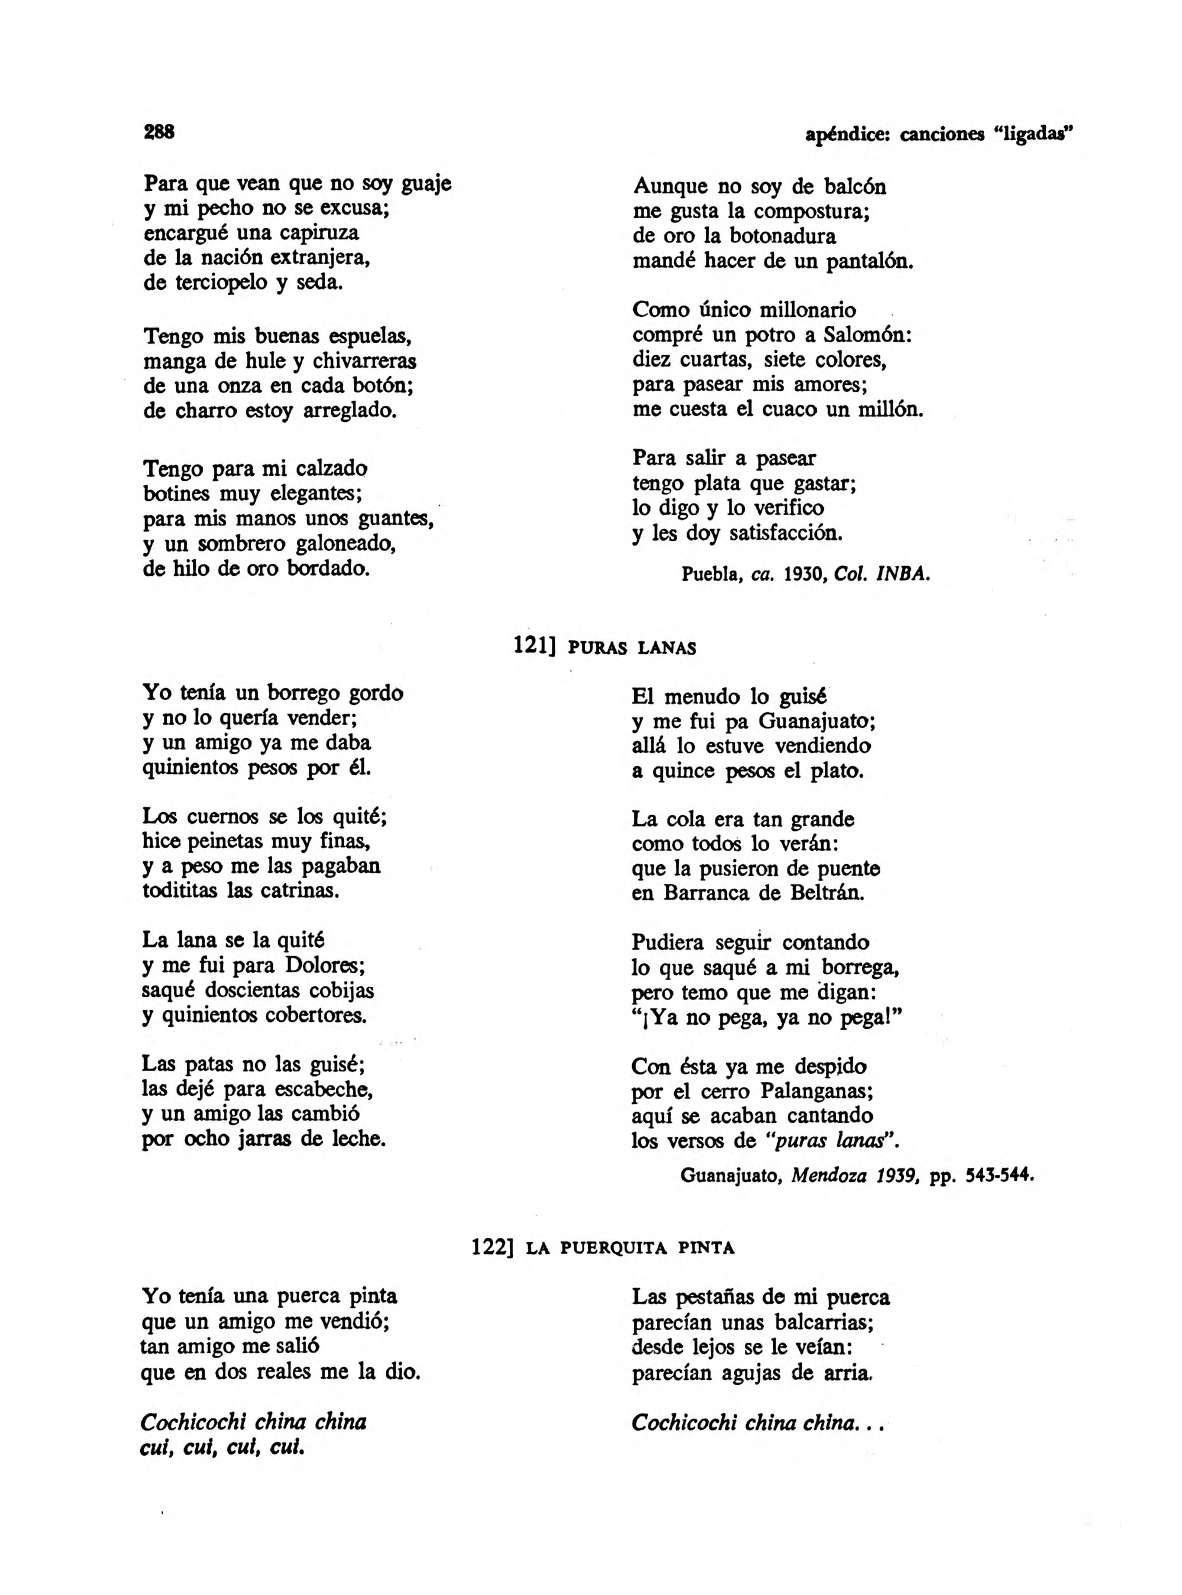 288
apéndice: canciones “ligadas”
Para que vean que no soy guaje
y mi pecho no se excusa;
encargué una capiruza
de la nación extranjera,
de terciopelo y seda.
Tengo mis buenas espuelas,
manga de hule y chivarreras
de una onza en cada botón;
de charro estoy arreglado.
Tengo para mi calzado
botines muy elegantes;
para mis manos unos guantes,
y un sombrero galoneado,
de hilo de oro bordado.
Aunque no soy de balcón
me gusta la compostura;
de oro la botonadura
mandé hacer de un pantalón.
Como único millonario
compré un potro a Salomón:
diez cuartas, siete colores,
para pasear mis amores;
me cuesta el cuaco un millón.
Para salir a pasear
tengo plata que gastar;
lo digo y lo verifico
y les doy satisfacción.
Puebla, ca. 1930, Col. INBA.
121] PURAS LANAS
Yo tenía un borrego gordo
y no lo quería vender;
y un amigo ya me daba
quinientos pesos por él.
Los cuernos se los quité;
hice peinetas muy finas,
y a peso me las pagaban
todititas las catrinas.
La lana se la quité
y me fui para Dolores;
saqué doscientas cobijas
y quinientos cobertores.
Las patas no las guisé;
las dejé para escabeche,
y un amigo las cambió
por ocho jarras de leche.
El menudo lo guisé
y me fui pa Guanajuato;
allá lo estuve vendiendo
a quince pesos el plato.
La cola era tan grande
como todos lo verán:
que la pusieron de puente
en Barranca de Beltrán.
Pudiera seguir contando
lo que saqué a mi borrega,
pero temo que me digan:
“¡Ya no pega, ya no pega!”
Con ésta ya me despido
por el cerro Palanganas;
aquí se acaban cantando
los versos de “puras lanas”.
Guanajuato, Mendoza 1939, pp. 543-544.
122] LA PUERQUITA PINTA
Yo tenía una puerca pinta
que un amigo me vendió;
tan amigo me salió
que en dos reales me la dio.
Cochicochi china china
cui, cui, cui, cui.
Las pestañas de mi puerca
parecían unas balcarrias;
desde lejos se le veían:
parecían agujas de arria.
Cochicochi china china...